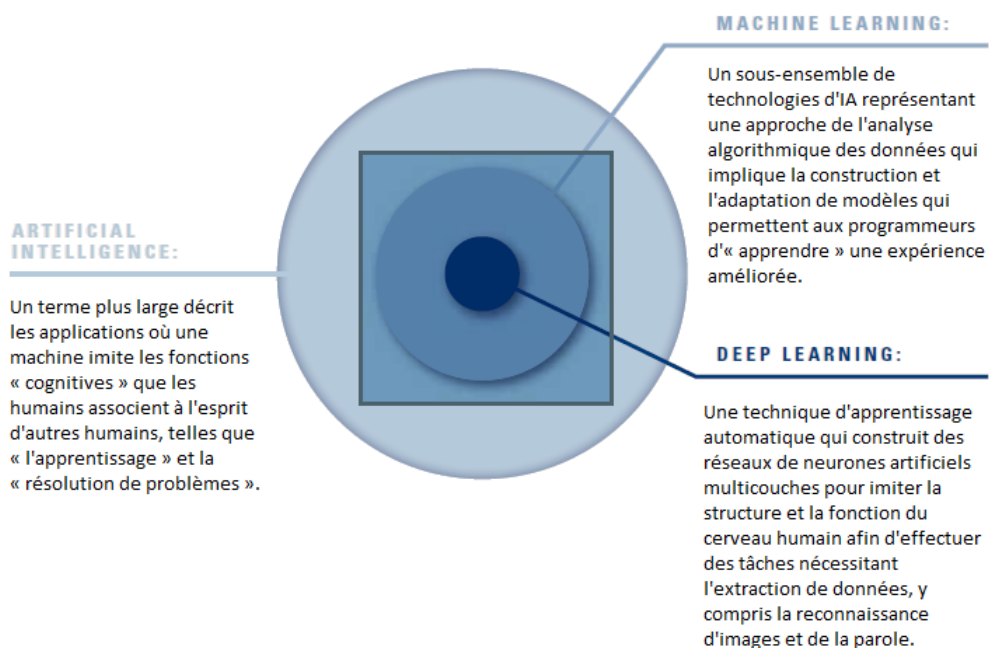 MACHINE LEARNING:
Un sous-ensemble de
technologies d'IA représentant
une approche de l'analyse
algorithmique des données qui
implique la construction et
l'adaptation de modèles qui
permettent aux programmeurs
d'« apprendre » une expérience
améliorée.
ARTIFICIAL
INTELLIGENCE:
Un terme plus large décrit
les applications où une
machine imite les fonctions
« cognitives » que les
humains associent à l'esprit
d'autres humains, telles que
« l'apprentissage » et la
« résolution de problèmes ».
DEEP LEARNING:
Une technique d'apprentissage
automatique qui construit des
réseaux de neurones artificiels
multicouches pour imiter la
structure et la fonction du
cerveau humain afin d'effectuer
des tâches nécessitant
l'extraction de données, y
compris la reconnaissance
d'images et de la parole.